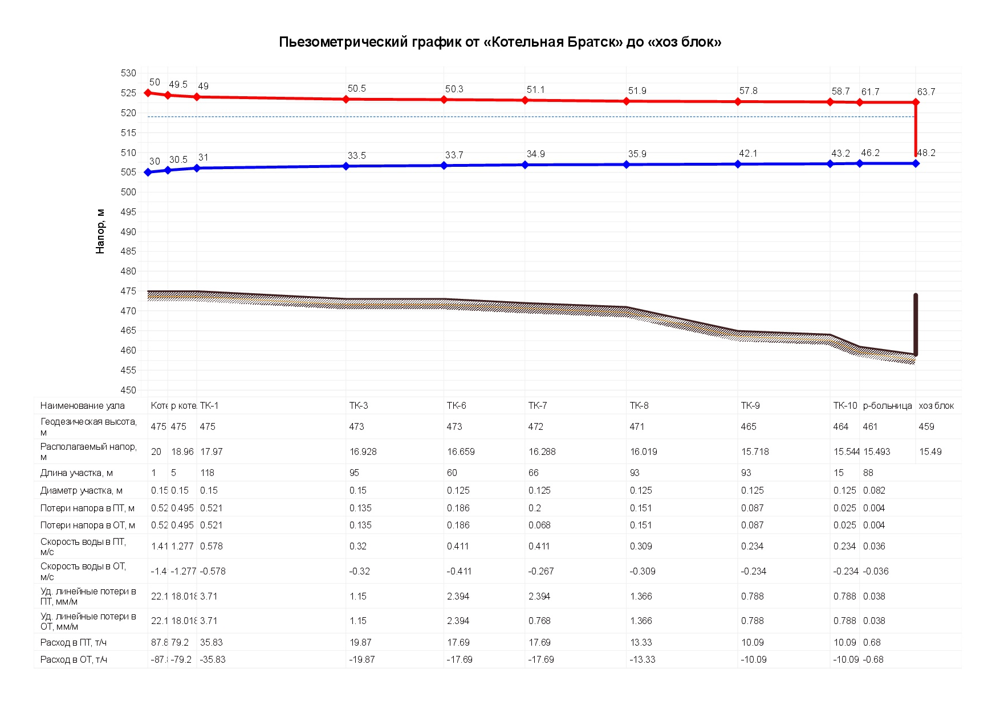 Пьезометрический график от «Котельная Братск» до «хоз блок»
530
50 49.5 49 50.5 50.3 51.1 51.9 57.8 58.7 61.7 63.7
525
520
515
510
30 30.5 31 33.5 33.7 34.9 35.9 42.1 43.2 46.2 48.2
505
500
495
490
485
480
475
470
465
460
455
450
Напор, м
Наименование узла Коте р коте. ТК-1 ТК-3 ТК-6 ТК-7 ТК-8 ТК-9 ТК-10 р-больница хоз блок
Геодезическая высота,
м 475 475 475 473 473 472 471 465 464 461 459
Располагаемый напор,
м 20 18.96 17.97 16.928 16.659 16.288 16.019 15.718 15.544 15.493 15.49
Длина участка, м 1 5 118 95 60 66 93 93 15 88
Диаметр участка, м 0.15 0.15 0.15 0.15 0.125 0.125 0.125 0.125 0.125 0.082
Потери напора в ПТ, м 0.52 0.495 0.521 0.135 0.186 0.2 0.151 0.087 0.025 0.004
Потери напора в ОТ, м 0.52 0.495 0.521 0.135 0.186 0.068 0.151 0.087 0.025 0.004
Скорость воды в ПТ,
м/с 1.41 1.277 0.578 0.32 0.411 0.411 0.309 0.234 0.234 0.036
Скорость воды в ОТ,
м/с -1.4 -1.277 -0.578 -0.32 -0.411 -0.267 -0.309 -0.234 -0.234 -0.036
Уд. линейные потери в
ПТ, мм/м 22.1 18.018 3.71 1.15 2.394 2.394 1.366 0.788 0.788 0.038
Уд. линейные потери в
ОТ, мм/м 22.1 18.018 3.71 1.15 2.394 0.768 1.366 0.788 0.788 0.038
Расход в ПТ, т/ч 87.8 79.2 35.83 19.87 17.69 17.69 13.33 10.09 10.09 0.68
Расход в ОТ, т/ч -87. -79.2 -35.83 -19.87 -17.69 -17.69 -13.33 -10.09 -10.09 -0.68